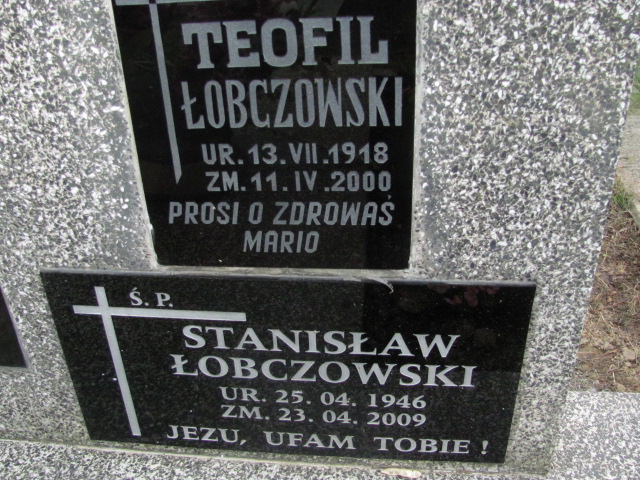 TEOFIL
ŁOBCZOWSKI
UR. 13. VII. 1918
ZM. 11. IV. 2000
PROSI O ZDROWAŚ
MARIO
Ś. P.
STANISŁAW
ŁOBCZOWSKI
UR. 25. 04. 1946
ZM. 23. 04. 2009
JEZU, UFAM TOBIE !